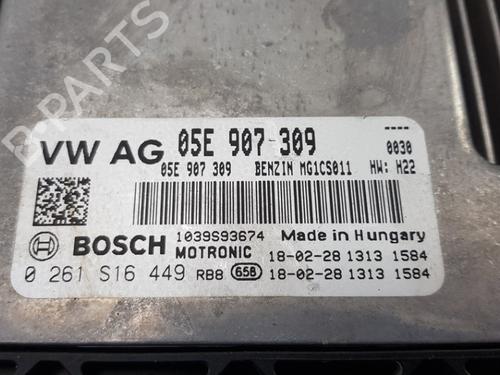 B-PARTS
VW AG 05E 907 309 0030
05E 907 309 BENZIN MG1CS011 HW: H22
BOSCH 1039S93674 Made in Hungary
MOTRONIC 18-02-28 1313 1584
0 261 S16 449 RBB 658 18-02-28 1313 1584